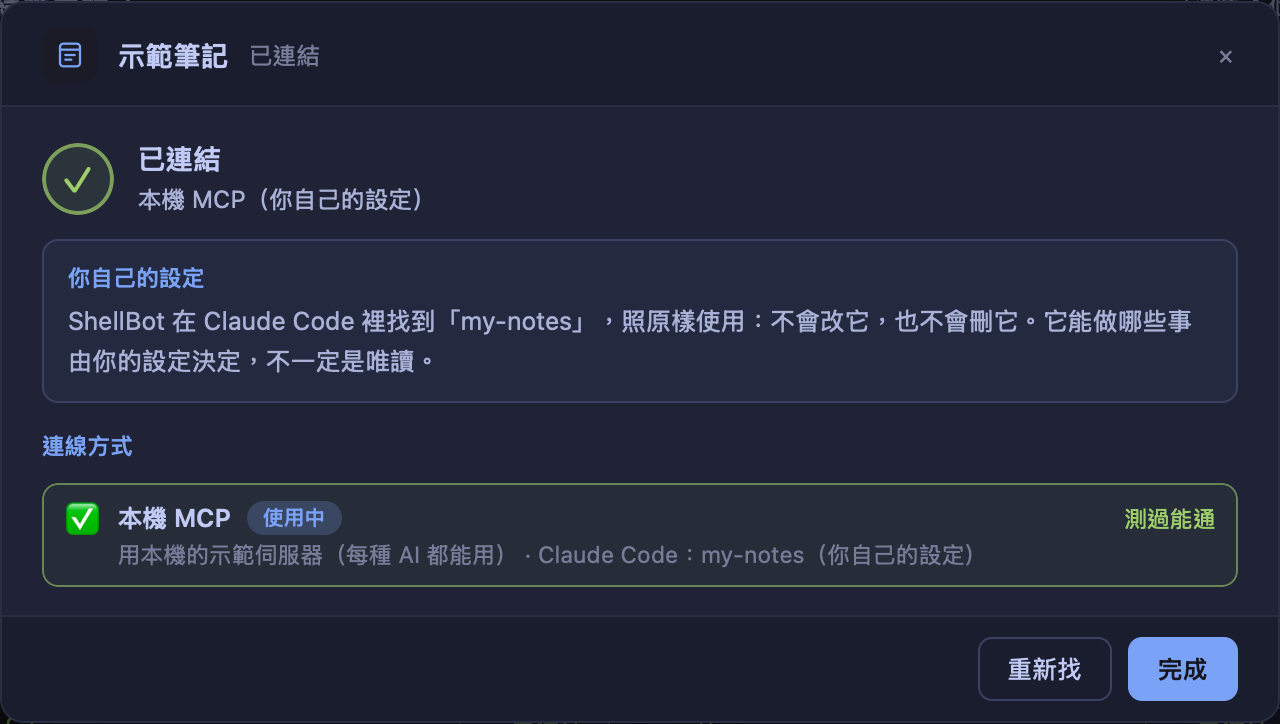 示範筆記 已連結
×
已連結
本機 MCP（你自己的設定）
你自己的設定
ShellBot 在 Claude Code 裡找到「my-notes」，照原樣使用：不會改它，也不會刪它。它能做哪些事
由你的設定決定，不一定是唯讀。
連線方式
本機 MCP 使用中 測過能通
用本機的示範伺服器（每種 AI 都能用） · Claude Code：my-notes（你自己的設定）
重新找 完成